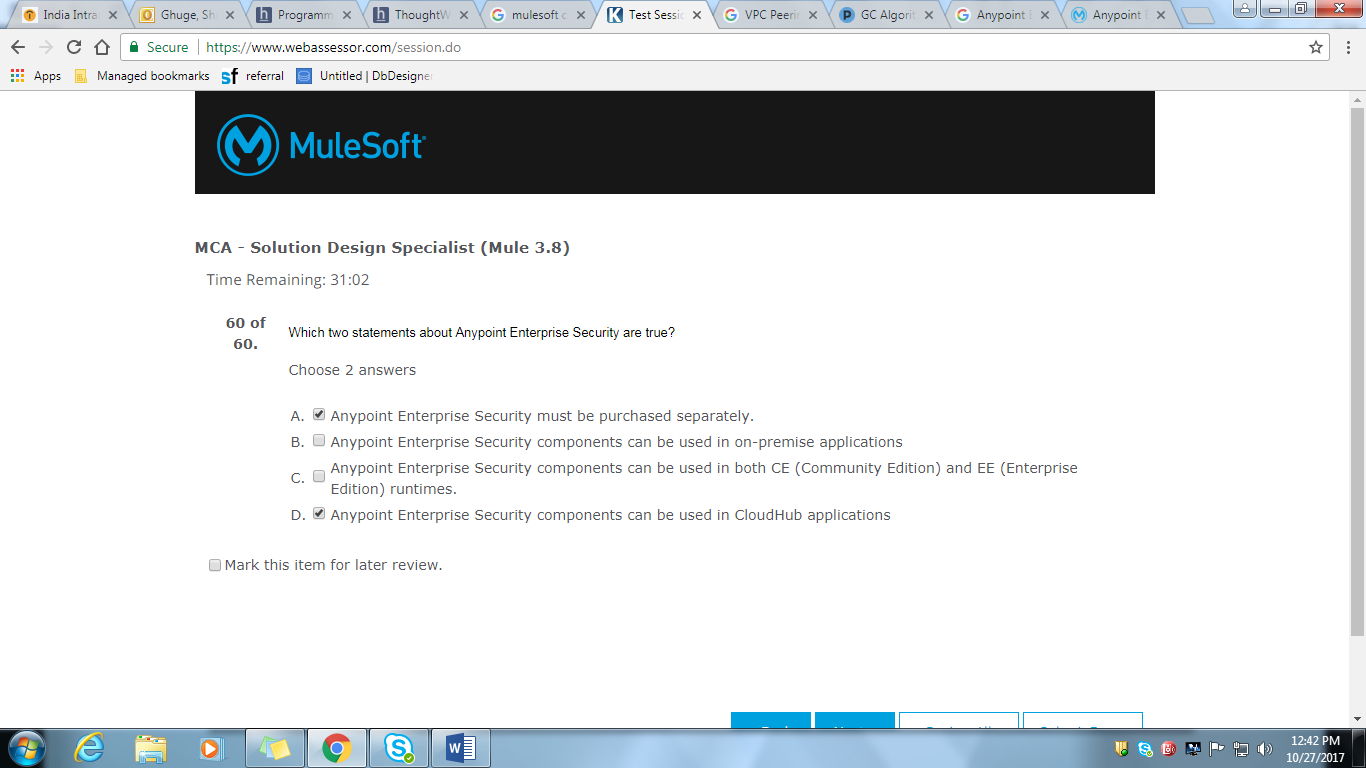 India Intra
Ghuge, Sh
Programm
ThoughtW
mulesoft c
Test Sessi
VPC Peeri
GC Algorit
Anypoint
Anypoint
Secure
https://www.webassessor.com/session.do
Apps
Managed bookmarks
sf referral
Untitled | DbDesigner
MuleSoft
MCA - Solution Design Specialist (Mule 3.8)
Time Remaining: 31:02
60 of
60.
Which two statements about Anypoint Enterprise Security are true?
Choose 2 answers
A. Anypoint Enterprise Security must be purchased separately.
B. Anypoint Enterprise Security components can be used in on-premise applications
C. Anypoint Enterprise Security components can be used in both CE (Community Edition) and EE (Enterprise
Edition) runtimes.
D. Anypoint Enterprise Security components can be used in CloudHub applications
Mark this item for later review.
12:42 PM
10/27/2017